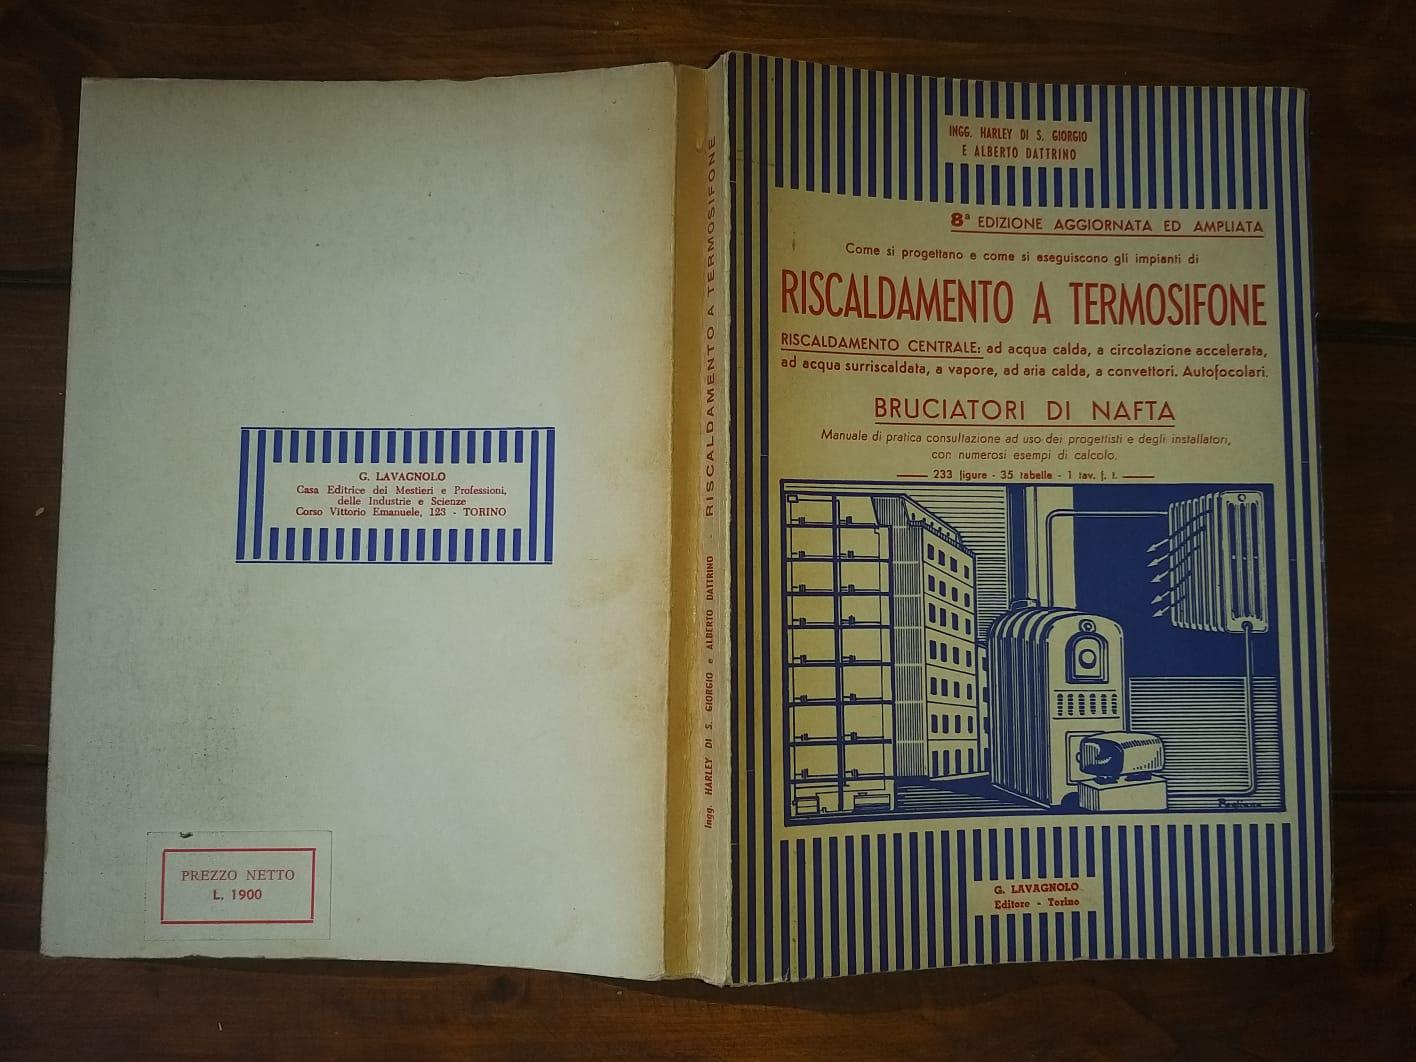 INGG. HARLEY DI S. GIORGIO
E ALBERTO DATTRINO
8ª EDIZIONE AGGIORNATA ED AMPLIATA
Come si progettano e come si eseguiscono gli impianti di
RISCALDAMENTO A TERMOSIFONE
RISCALDAMENTO CENTRALE: ad acqua calda, a circolazione accelerata,
ad acqua surriscaldata, a vapore, ad aria calda, a convettori. Autofocolari.
BRUCIATORI DI NAFTA
Manuale di pratica consultazione ad uso dei progettisti e degli installatori,
con numerosi esempi di calcolo.
233 figure - 35 tabelle - 1 tav. f. t.
G. LAVAGNOLO
Editore - Torino
Ingg. HARLEY DI S. GIORGIO e ALBERTO DATTRINO - RISCALDAMENTO A TERMOSIFONE
G. LAVAGNOLO
Casa Editrice dei Mestieri e Professioni,
delle Industrie e Scienze
Corso Vittorio Emanuele, 123 - TORINO
PREZZO NETTO
L. 1900